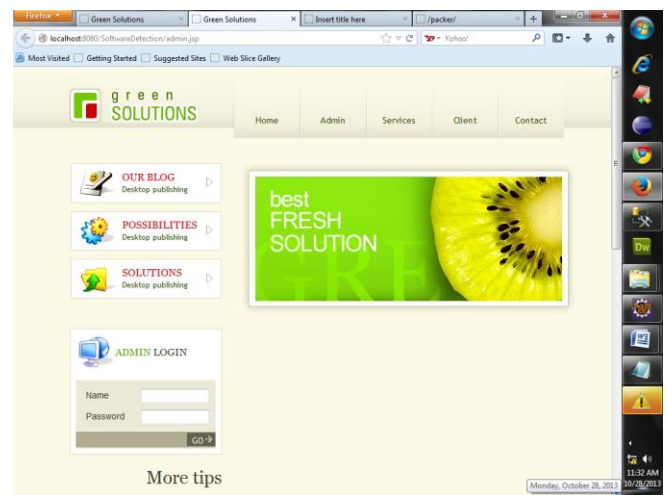 Firefox
Green Solutions
Green Solutions
Insert title here
/packer/
localhost:8080/SoftwareDetection/admin.jsp
Yahoo!
Most Visited
Getting Started
Suggested Sites
Web Slice Gallery
green
SOLUTIONS
Home
Admin
Services
Client
Contact
OUR BLOG
Desktop publishing
POSSIBILITIES
Desktop publishing
SOLUTIONS
Desktop publishing
best
FRESH
SOLUTION
GRE
ADMIN LOGIN
Name
Password
GO
More tips
Monday, October 28, 2013
Dw
11:32 AM
10/28/2013